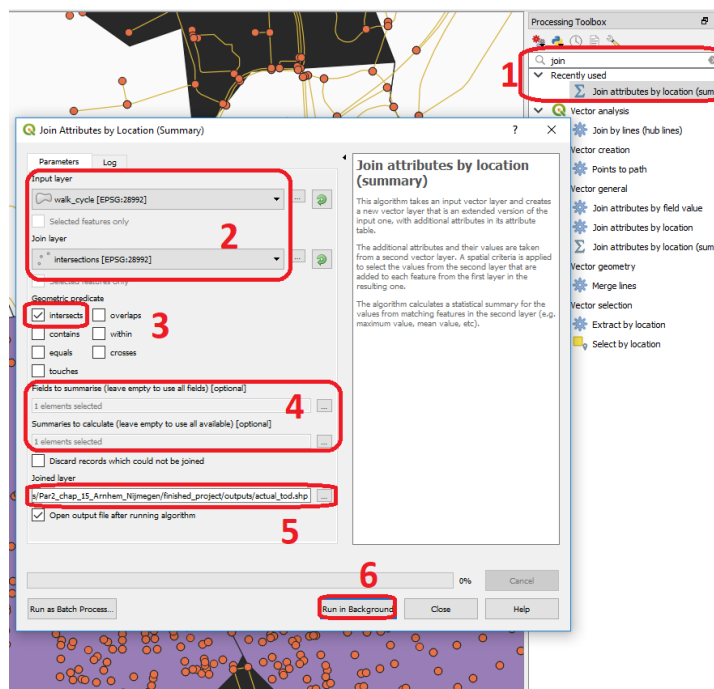 Processing Toolbox
join
1
Recently used
Join attributes by location (sum
Vector analysis
Join by lines (hub lines)
Vector creation
Points to path
Vector general
Join attributes by field value
Join attributes by location
Join attributes by location (sum
Vector geometry
Merge lines
Vector selection
Extract by location
Select by location
Join Attributes by Location (Summary)
? X
Parameters Log
Input layer
walk_cycle [EPSG:28992]
...
Selected features only
2
Join layer
intersections [EPSG:28992]
...
Selected features only
Geometric predicate
intersects overlaps
3
contains within
equals crosses
touches
Fields to summarise (leave empty to use all fields) [optional]
1 elements selected
...
4
Summaries to calculate (leave empty to use all available) [optional]
1 elements selected
...
Discard records which could not be joined
Joined layer
s/Par2_chap_15_Arnhem_Nijmegen/finished_project/outputs/actual_tod.shp
...
Open output file after running algorithm
5
Join attributes by location
(summary)
This algorithm takes an input vector layer and creates
a new vector layer that is an extended version of the
input one, with additional attributes in its attribute
table.
The additional attributes and their values are taken
from a second vector layer. A spatial criteria is applied
to select the values from the second layer that are
added to each feature from the first layer in the
resulting one.
The algorithm calculates a statistical summary for the
values from matching features in the second layer (e.g.
maximum value, mean value, etc).
6
0%
Cancel
Run as Batch Process...
Run in Background
Close
Help